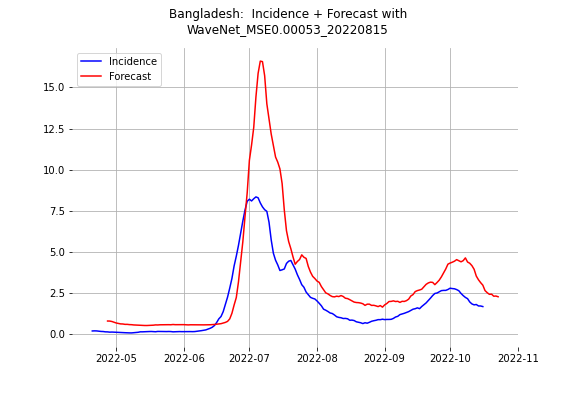 Bangladesh:  Incidence + Forecast with
WaveNet_MSE0.00053_20220815
Incidence
Forecast
15.0
12.5
10.0
7.5
5.0
2.5
0.0
2022-05 2022-06 2022-07 2022-08 2022-09 2022-10 2022-11